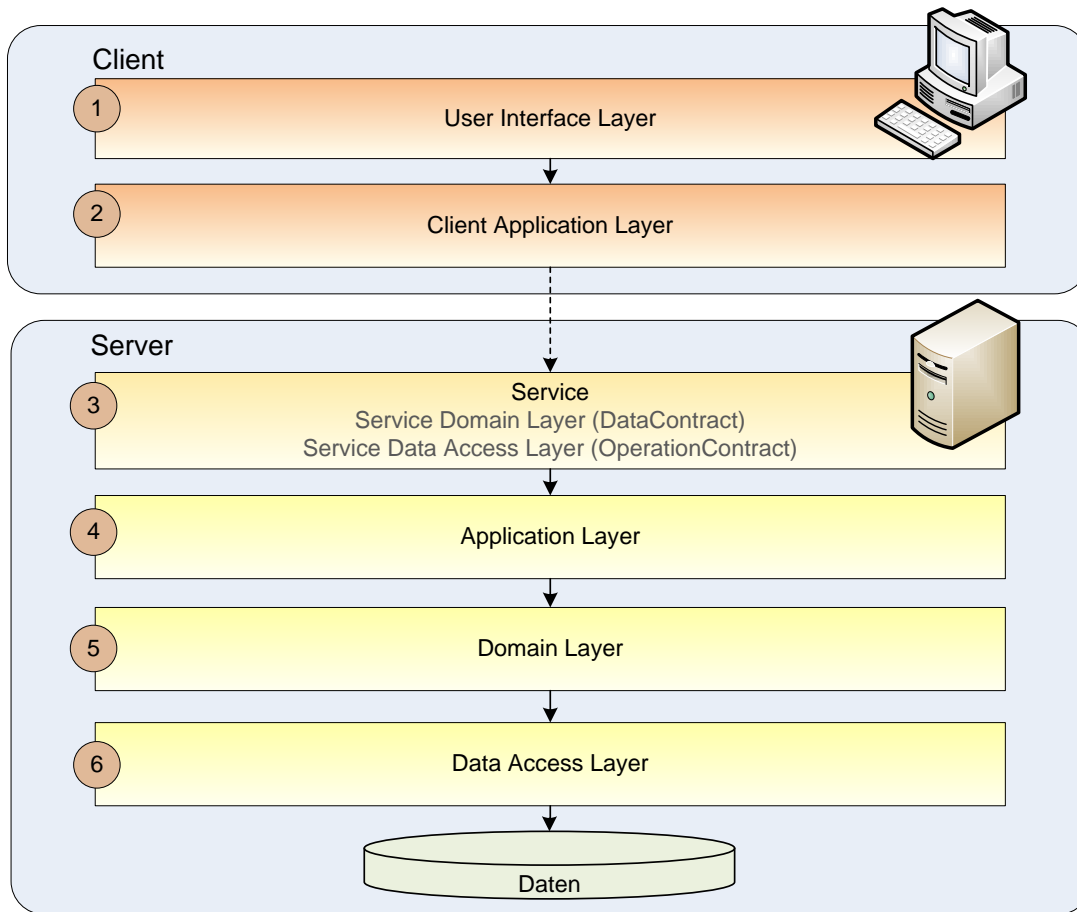 Client
1
User Interface Layer
2
Client Application Layer
Server
3
Service
Service Domain Layer (DataContract)
Service Data Access Layer (OperationContract)
4
Application Layer
5
Domain Layer
6
Data Access Layer
Daten